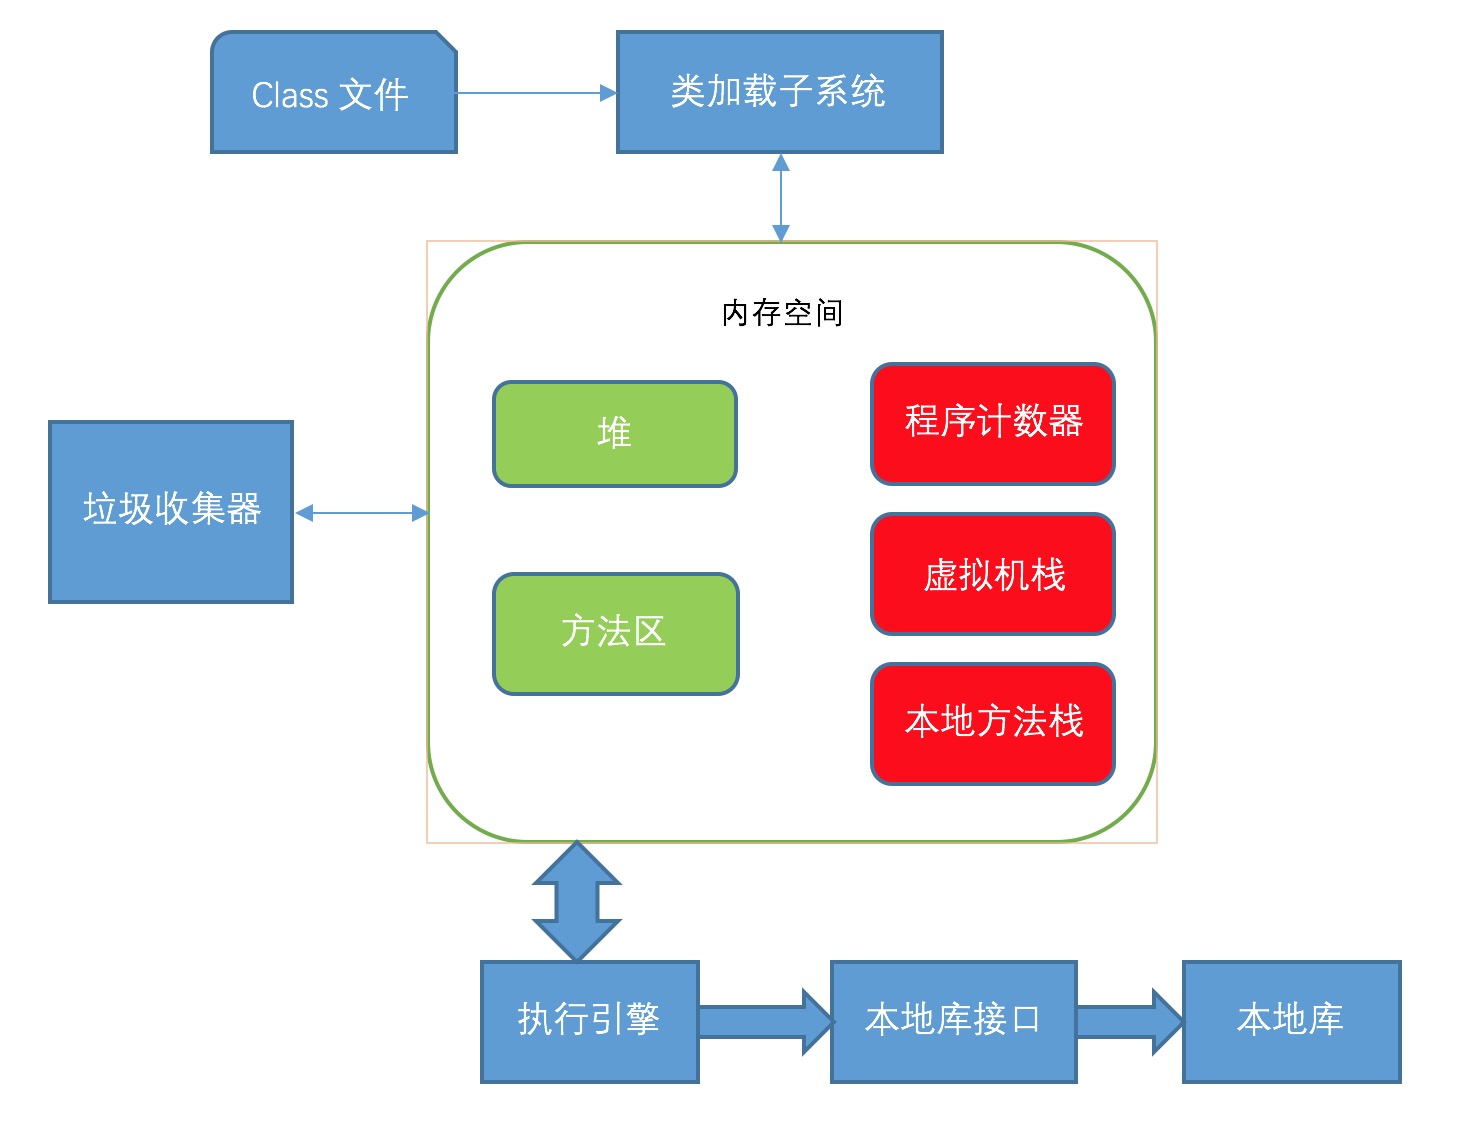 Class 文件
类加载子系统
内存空间
堆
程序计数器
垃圾收集器
虚拟机栈
方法区
本地方法栈
执行引擎
本地库接口
本地库